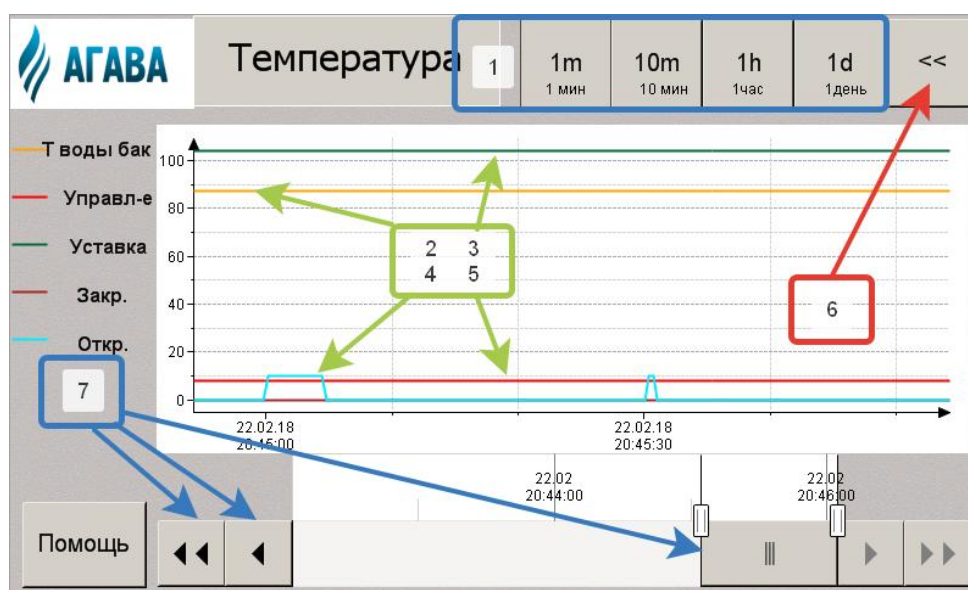 АГАВА
Температура
1
1m
1 мин
10m
10 мин
1h
1час
1d
1день
<<
Т воды бак
Управл-е
Уставка
Закр.
Откр.
100
80
60
40
20
0
2 3
4 5
6
7
22.02.18
20:45:00
22.02.18
20:45:30
22.02
20:44:00
22.02
20:46:00
Помощь